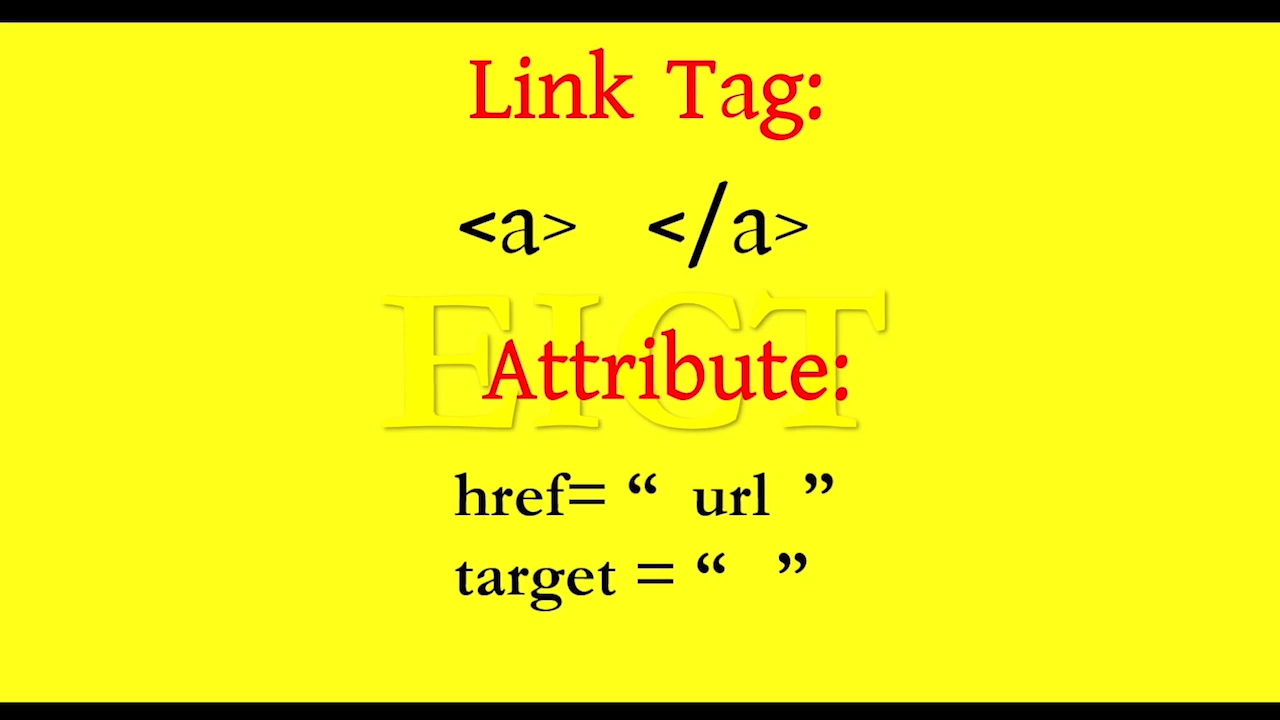 Link Tag:
<a> </a>
EICT
Attribute:
href= “ url ”
target = “ ”